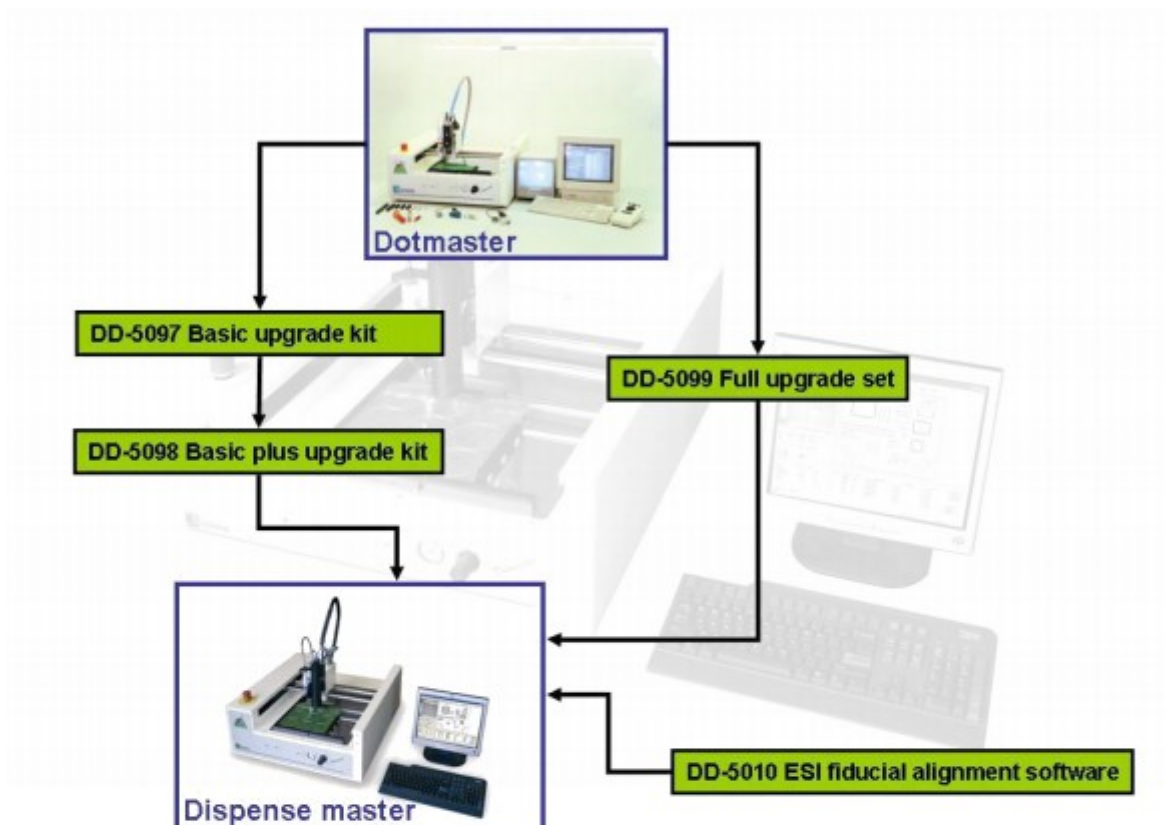 Dotmaster
DD-5097 Basic upgrade kit
DD-5099 Full upgrade set
DD-5098 Basic plus upgrade kit
DD-5010 ESI fiducial alignment software
Dispense master